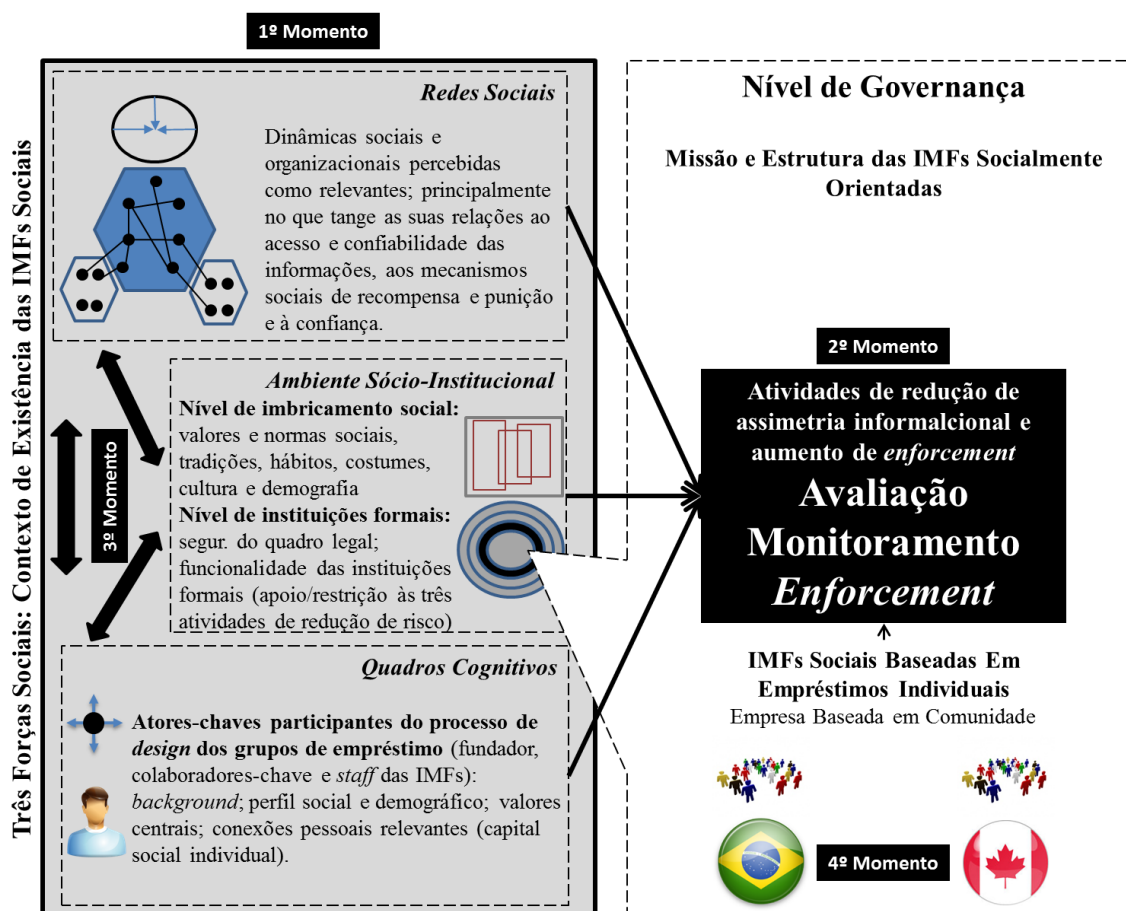 1º Momento
Três Forças Sociais: Contexto de Existência das IMFs Sociais
Redes Sociais
Dinâmicas sociais e
organizacionais percebidas
como relevantes; principalmente
no que tange as suas relações ao
acesso e confiabilidade das
informações, aos mecanismos
sociais de recompensa e punição
e à confiança.
3º Momento
Ambiente Sócio-Institucional
Nível de imbricamento social:
valores e normas sociais,
tradições, hábitos, costumes,
cultura e demografia
Nível de instituições formais:
segur. do quadro legal;
funcionalidade das instituições
formais (apoio/restrição às três
atividades de redução de risco)
Quadros Cognitivos
Atores-chaves participantes do processo de
design dos grupos de empréstimo (fundador,
colaboradores-chave e staff das IMFs):
background; perfil social e demográfico; valores
centrais; conexões pessoais relevantes (capital
social individual).
Nível de Governança
Missão e Estrutura das IMFs Socialmente
Orientadas
2º Momento
Atividades de redução de
assimetria informalcional e
aumento de enforcement
Avaliação
Monitoramento
Enforcement
IMFs Sociais Baseadas Em
Empréstimos Individuais
Empresa Baseada em Comunidade
4º Momento